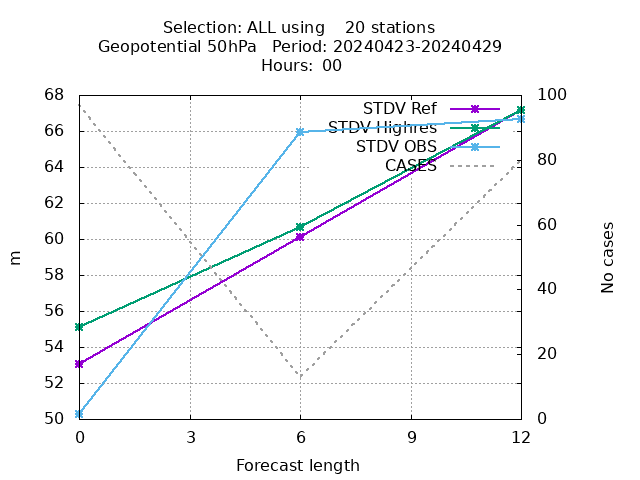 Selection: ALL using    20 stations
Geopotential 50hPa   Period: 20240423-20240429
Hours: 00
STDV Ref
STDV Highres
STDV OBS
CASES
68
66
64
62
60
58
56
54
52
50
m
100
80
60
40
20
0
No cases
0 3 6 9 12
Forecast length